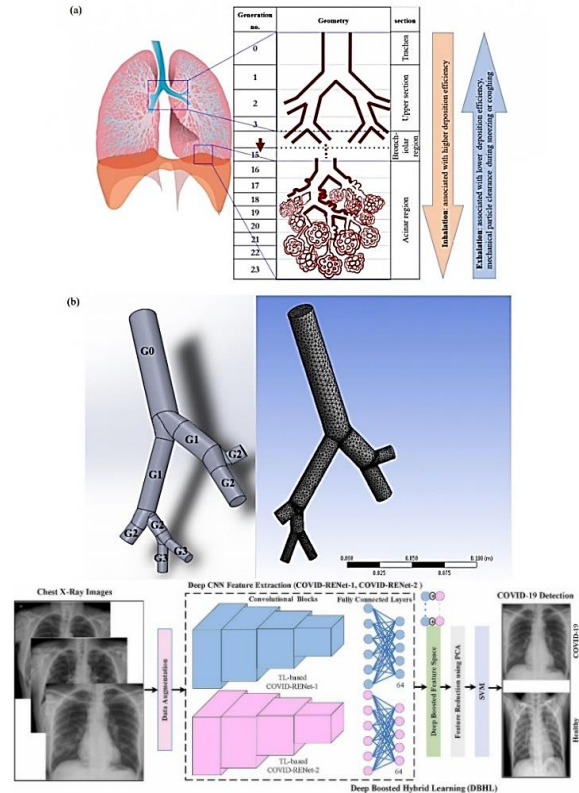 (a)
Generation no.
Geometry
section
0
1
2
3
15
16
17
18
19
20
21
22
23
Trachea
Upper section
Bronch-
iolar
region
Acinar region
Inhalation: associated with higher deposition efficiency
Exhalation: associated with lower deposition efficiency,
mechanical particle clearance during sneezing or coughing
(b)
G0
G1
G2
G1
G2
G2
G2
G3
G3
0.000
0.050
0.100 (m)
0.025
0.075
Deep CNN Feature Extraction (COVID-RENet-1, COVID-RENet-2)
Chest X-Ray Images
Convolutional Blocks
Fully Connected Layers
COVID-19 Detection
Data Augmentation
TL-based
COVID-RENet-1
64
TL-based
COVID-RENet-2
64
Deep Boosted Feature Space
Feature Reduction using PCA
SVM
COVID-19
Healthy
Deep Boosted Hybrid Learning (DBHL)